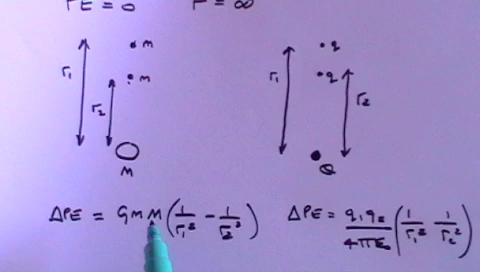 PE = 0 r = ∞
m q
r₁ m r₁ q
r₂ r₂
M Q
ΔPE = GmM(1/r₁² − 1/r₂²) ΔPE = q₁q₂/4πε₀ (1/r₁² 1/r₂²)